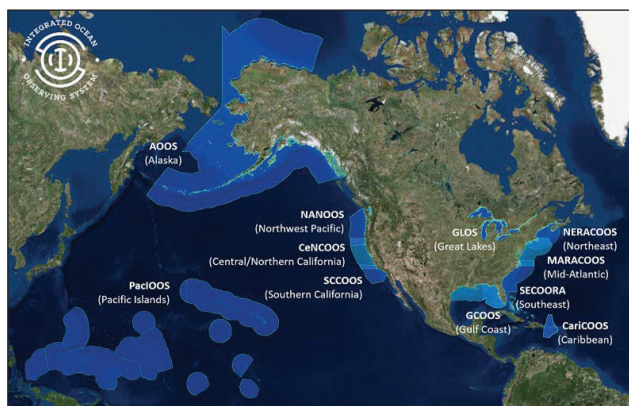 INTEGRATED OCEAN
OBSERVING SYSTEM
AOOS
(Alaska)
NANOOS
(Northwest Pacific)
CeNCOOS
(Central/Northern California)
SCCOOS
(Southern California)
PacIOOS
(Pacific Islands)
GLOS
(Great Lakes)
NERACOOS
(Northeast)
MARACOOS
(Mid-Atlantic)
SECOORA
(Southeast)
GCOOS
(Gulf Coast)
CariCOOS
(Caribbean)